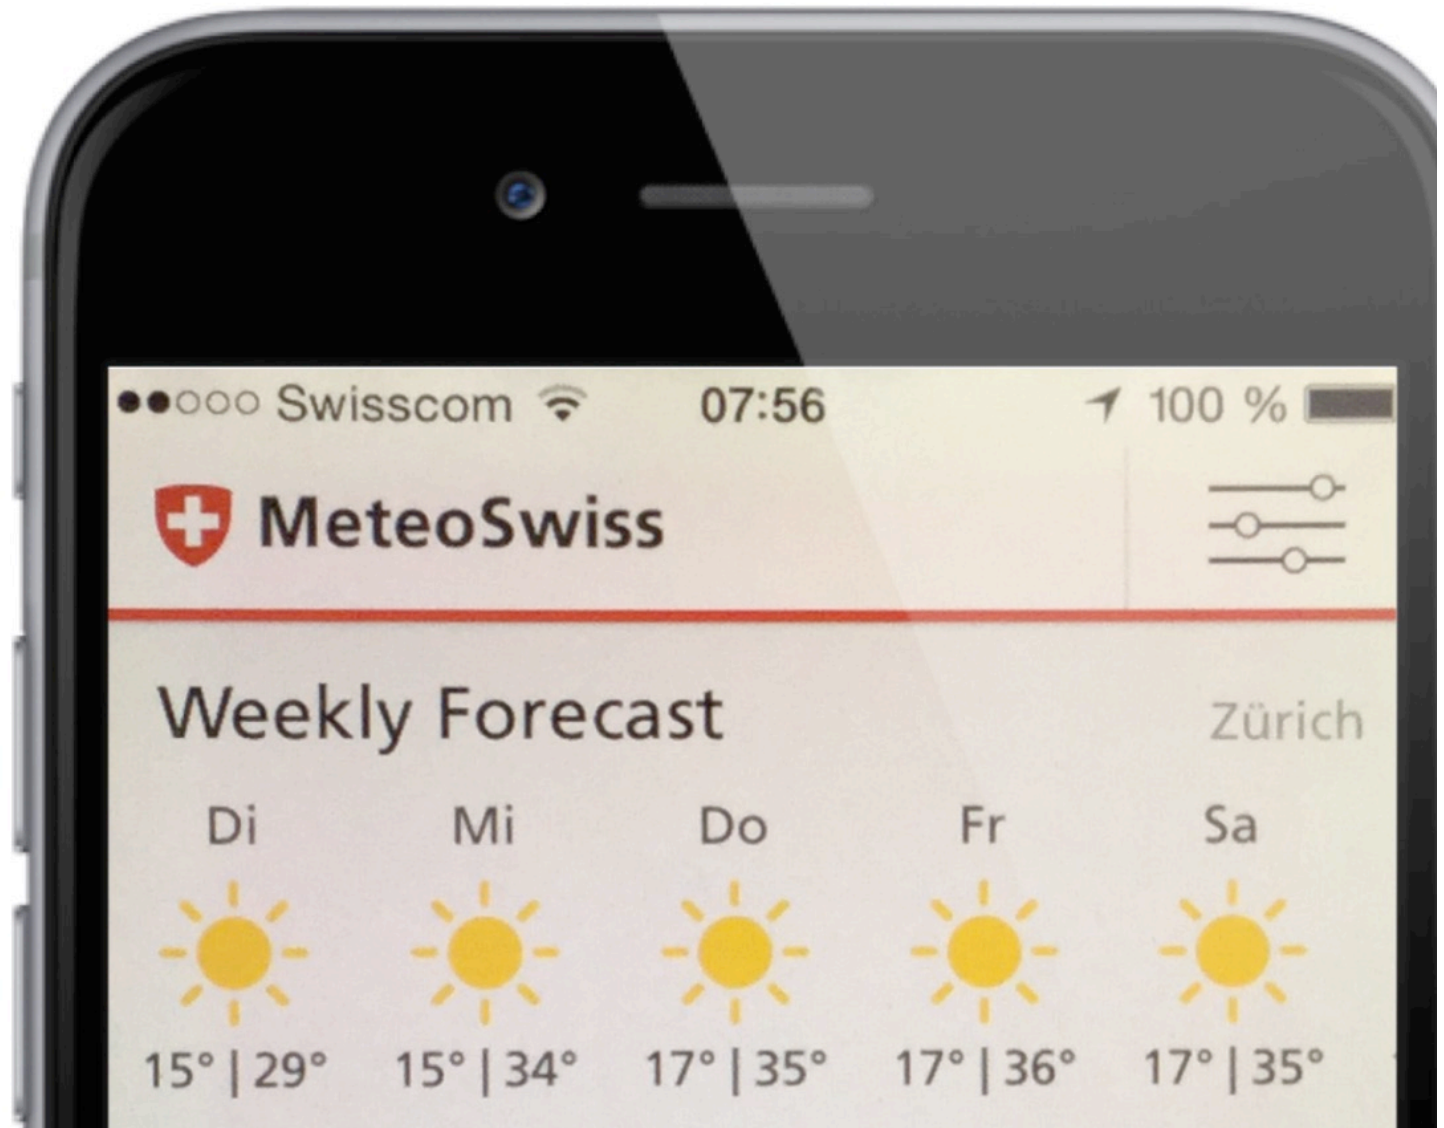 Swisscom 07:56 100 %
MeteoSwiss
Weekly Forecast Zürich
Di Mi Do Fr Sa
15° | 29° 15° | 34° 17° | 35° 17° | 36° 17° | 35°